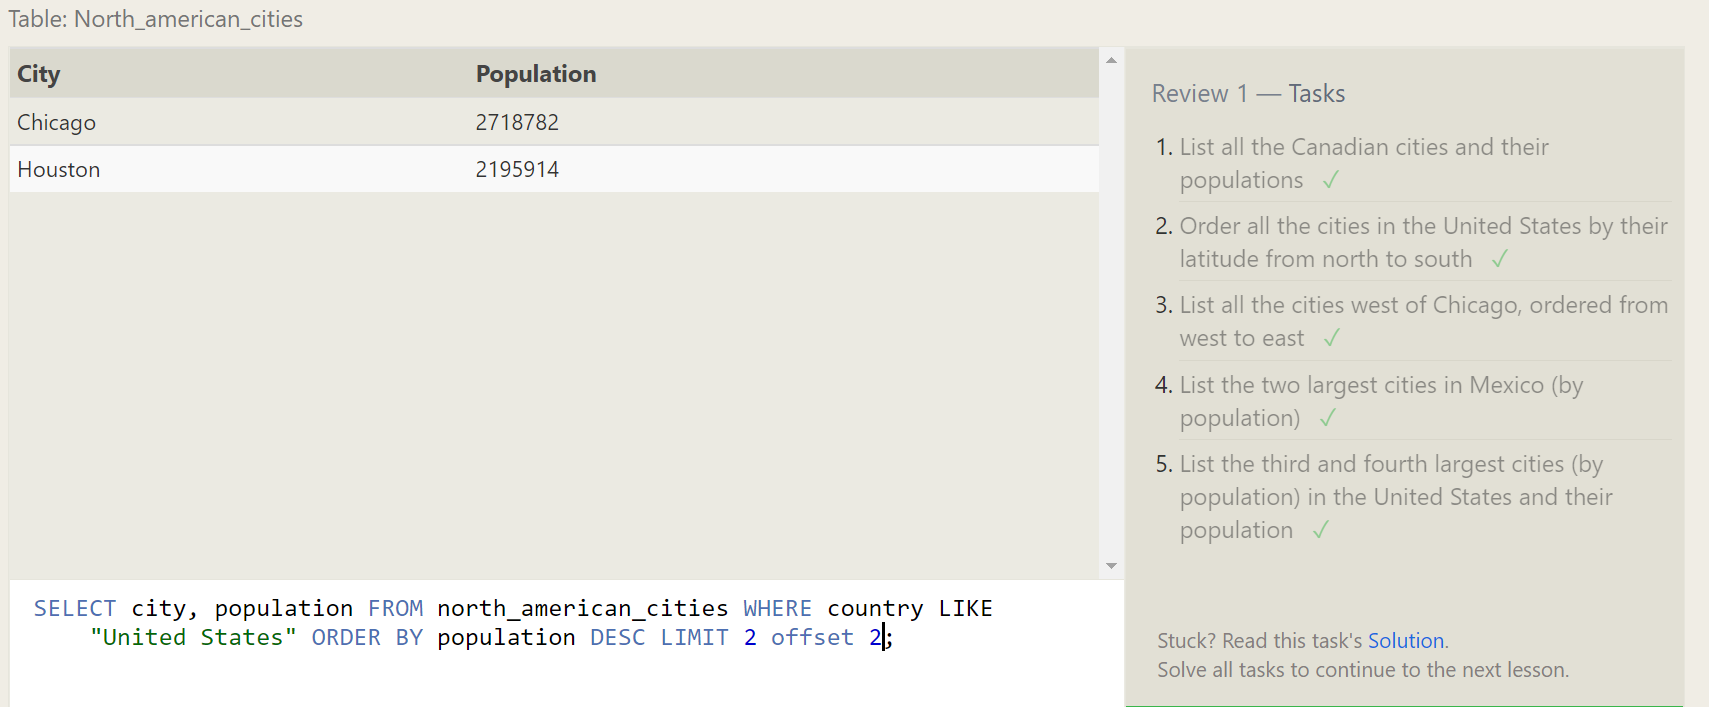 Table: North_american_cities
City Population
Chicago 2718782
Houston 2195914
SELECT city, population FROM north_american_cities WHERE country LIKE
"United States" ORDER BY population DESC LIMIT 2 offset 2;
Review 1 — Tasks
1. List all the Canadian cities and their
populations ✓
2. Order all the cities in the United States by their
latitude from north to south ✓
3. List all the cities west of Chicago, ordered from
west to east ✓
4. List the two largest cities in Mexico (by
population) ✓
5. List the third and fourth largest cities (by
population) in the United States and their
population ✓
Stuck? Read this task's Solution.
Solve all tasks to continue to the next lesson.